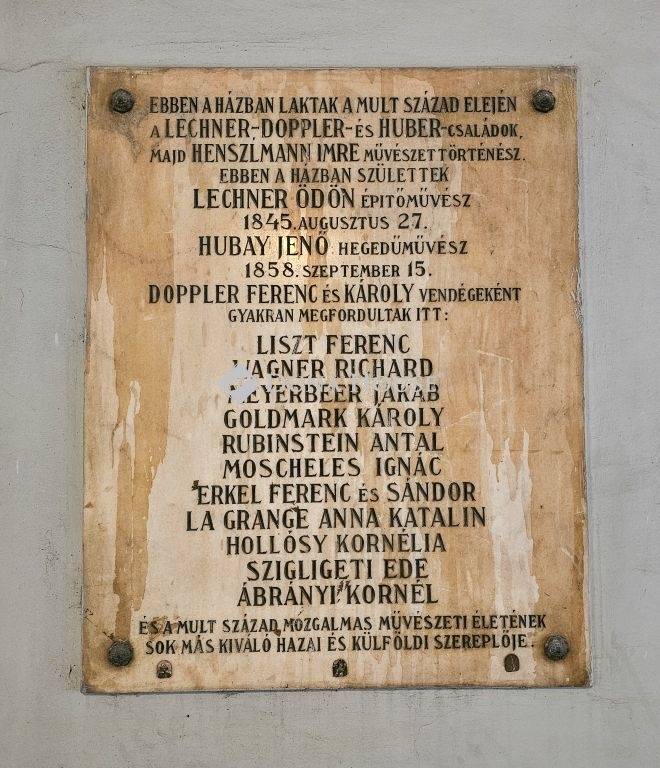 EBBEN A HÁZBAN LAKTAK A MULT SZÁZAD ELEJÉN
A LECHNER-DOPPLER-ÉS HUBER-CSALÁDOK,
MAJD HENSZLMANN IMRE MŰVÉSZETTÖRTÉNÉSZ.
EBBEN A HÁZBAN SZÜLETTEK
LECHNER ÖDÖN ÉPITŐMŰVÉSZ
1845. AUGUSZTUS 27.
HUBAY JENŐ HEGEDŰMŰVÉSZ
1858. SZEPTEMBER 15.
DOPPLER FERENC ÉS KÁROLY VENDÉGEKÉNT
GYAKRAN MEGFORDULTAK ITT:
LISZT FERENC
WAGNER RICHARD
MEYERBEER JAKAB
GOLDMARK KÁROLY
RUBINSTEIN ANTAL
MOSCHELES IGNÁC
ERKEL FERENC ÉS SÁNDOR
LA GRANGE ANNA KATALIN
HOLLÓSY KORNÉLIA
SZIGLIGETI EDE
ÁBRÁNYI KORNÉL
ÉS A MULT SZÁZAD MOZGALMAS MŰVÉSZETI ÉLETÉNEK
SOK MÁS KIVÁLÓ HAZAI ÉS KÜLFÖLDI SZEREPLŐJE.